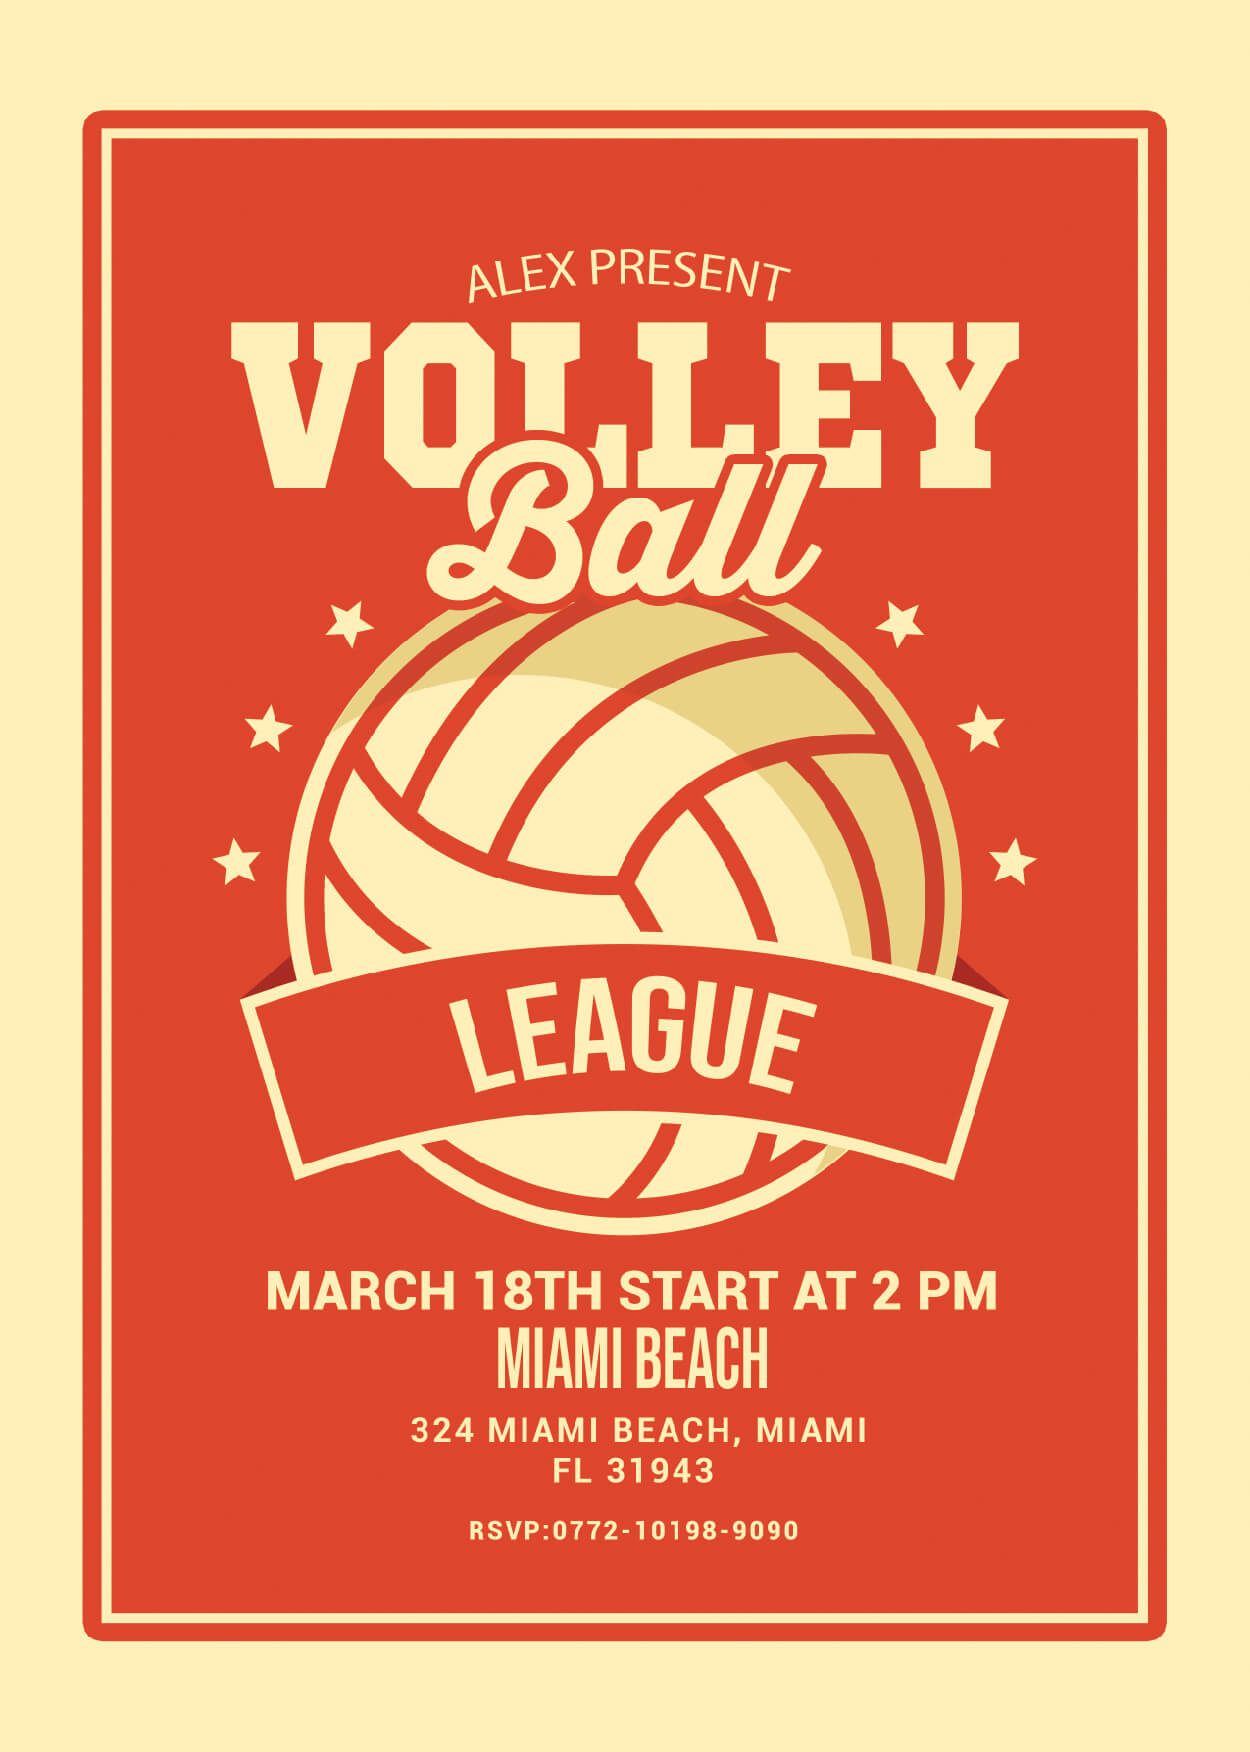 ALEX PRESENT
VOLLEY
Ball
LEAGUE
MARCH 18TH START AT 2 PM
MIAMI BEACH
324 MIAMI BEACH, MIAMI
FL 31943
RSVP:0772-10198-9090